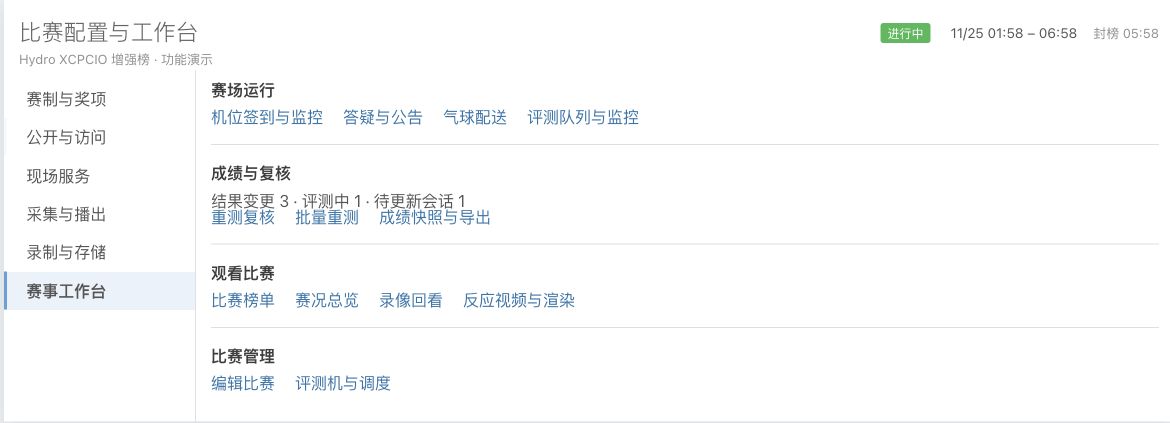 比赛配置与工作台
进行中 11/25 01:58 – 06:58 封榜 05:58
Hydro XCPCIO 增强榜 · 功能演示
赛制与奖项
公开与访问
现场服务
采集与播出
录制与存储
赛事工作台
赛场运行
机位签到与监控 答疑与公告 气球配送 评测队列与监控
成绩与复核
结果变更 3 · 评测中 1 · 待更新会话 1
重测复核 批量重测 成绩快照与导出
观看比赛
比赛榜单 赛况总览 录像回看 反应视频与渲染
比赛管理
编辑比赛 评测机与调度